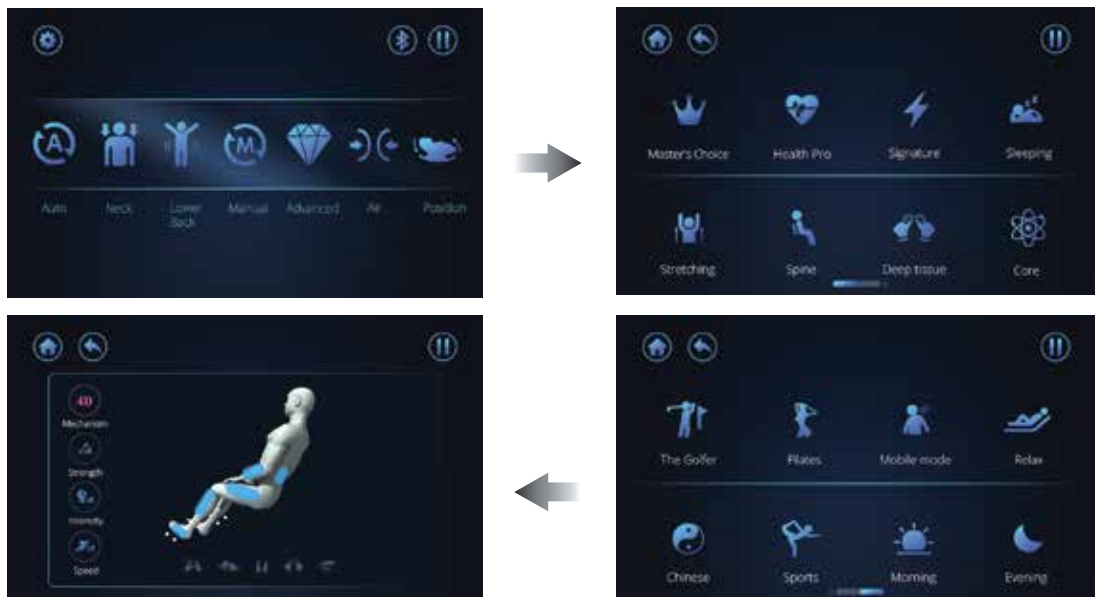 A
M
Auto Neck Lower Manual Advanced Air Position
Back
Master's Choice Health Pro Signature Sleeping
Stretching Spine Deep tissue Core
4D
Mechanism
Strength
Intensity
Speed
The Golfer Pilates Mobile mode Relax
Chinese Sports Morning Evening